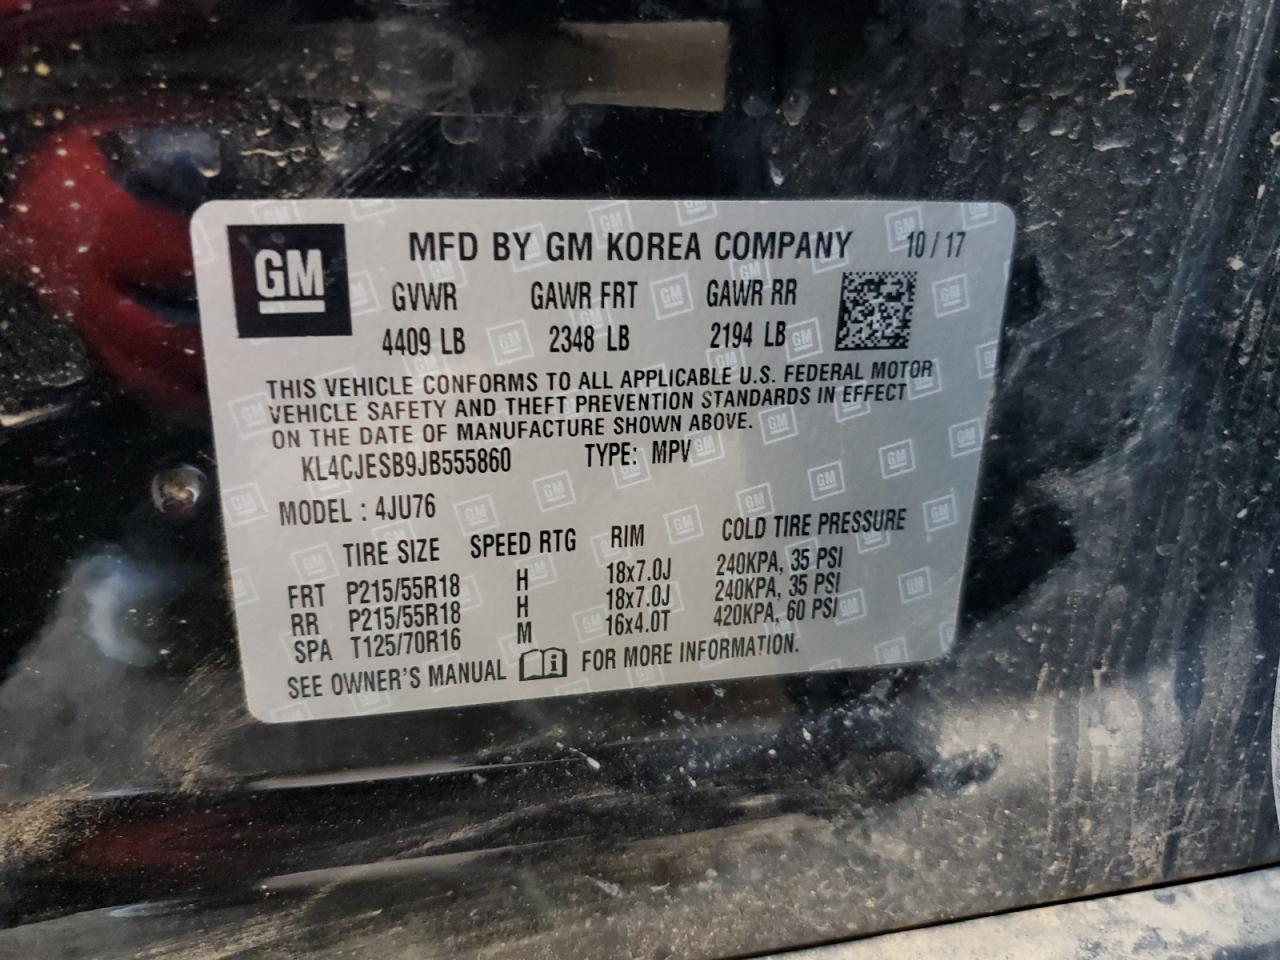 GM MFD BY GM KOREA COMPANY 10 / 17
GVWR GAWR FRT GAWR RR
4409 LB 2348 LB 2194 LB
THIS VEHICLE CONFORMS TO ALL APPLICABLE U.S. FEDERAL MOTOR
VEHICLE SAFETY AND THEFT PREVENTION STANDARDS IN EFFECT
ON THE DATE OF MANUFACTURE SHOWN ABOVE.
KL4CJESB9JB555860 TYPE: MPV
MODEL : 4JU76
TIRE SIZE SPEED RTG RIM COLD TIRE PRESSURE
FRT P215/55R18 H 18x7.0J 240KPA, 35 PSI
RR P215/55R18 H 18x7.0J 240KPA, 35 PSI
SPA T125/70R16 M 16x4.0T 420KPA, 60 PSI
SEE OWNER'S MANUAL FOR MORE INFORMATION.